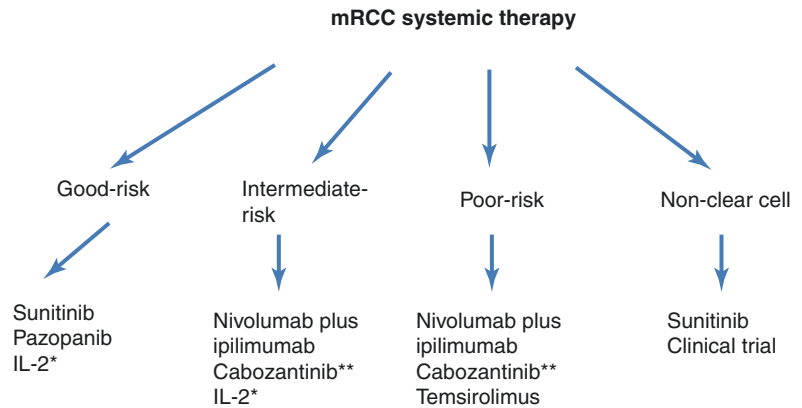 mRCC systemic therapy
Good-risk
Intermediate-
risk
Poor-risk
Non-clear cell
Sunitinib
Pazopanib
IL-2*
Nivolumab plus
ipilimumab
Cabozantinib**
IL-2*
Nivolumab plus
ipilimumab
Cabozantinib**
Temsirolimus
Sunitinib
Clinical trial